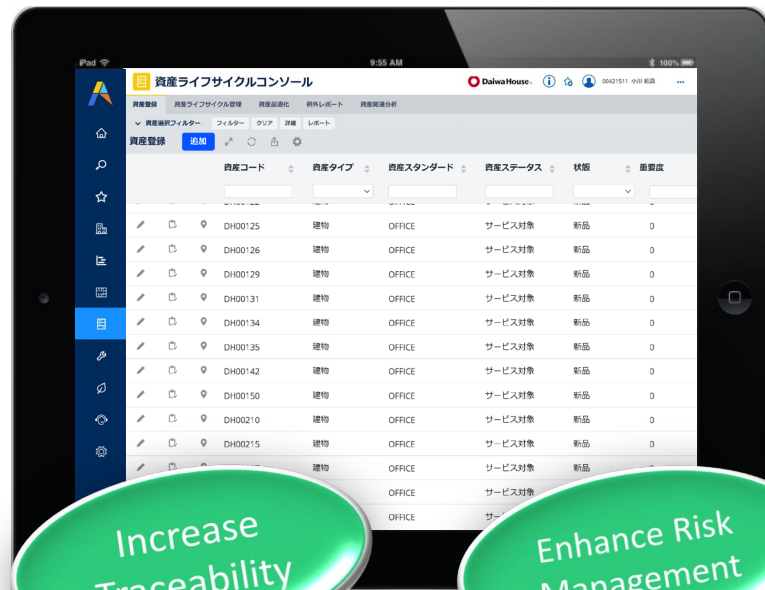 iPad 9:55 AM 100%
資産ライフサイクルコンソール DaiwaHouse 00421511 小川 拓真
資産登録 資産ライフサイクル管理 資産最適化 例外レポート 資産関連分析
資産選択フィルター フィルター クリア 詳細 レポート
資産登録 追加
資産コード 資産タイプ 資産スタンダード 資産ステータス 状態 重要度
DH00125 建物 OFFICE サービス対象 新品 0
DH00126 建物 OFFICE サービス対象 新品 0
DH00129 建物 OFFICE サービス対象 新品 0
DH00131 建物 OFFICE サービス対象 新品 0
DH00134 建物 OFFICE サービス対象 新品 0
DH00135 建物 OFFICE サービス対象 新品 0
DH00142 建物 OFFICE サービス対象 新品 0
DH00150 建物 OFFICE サービス対象 新品 0
DH00210 建物 OFFICE サービス対象 新品 0
DH00215 建物 OFFICE サービス対象 新品 0
建物 OFFICE サービス対象 新品
OFFICE サービス対象
OFFICE
Increase
Traceability
Enhance Risk
Management